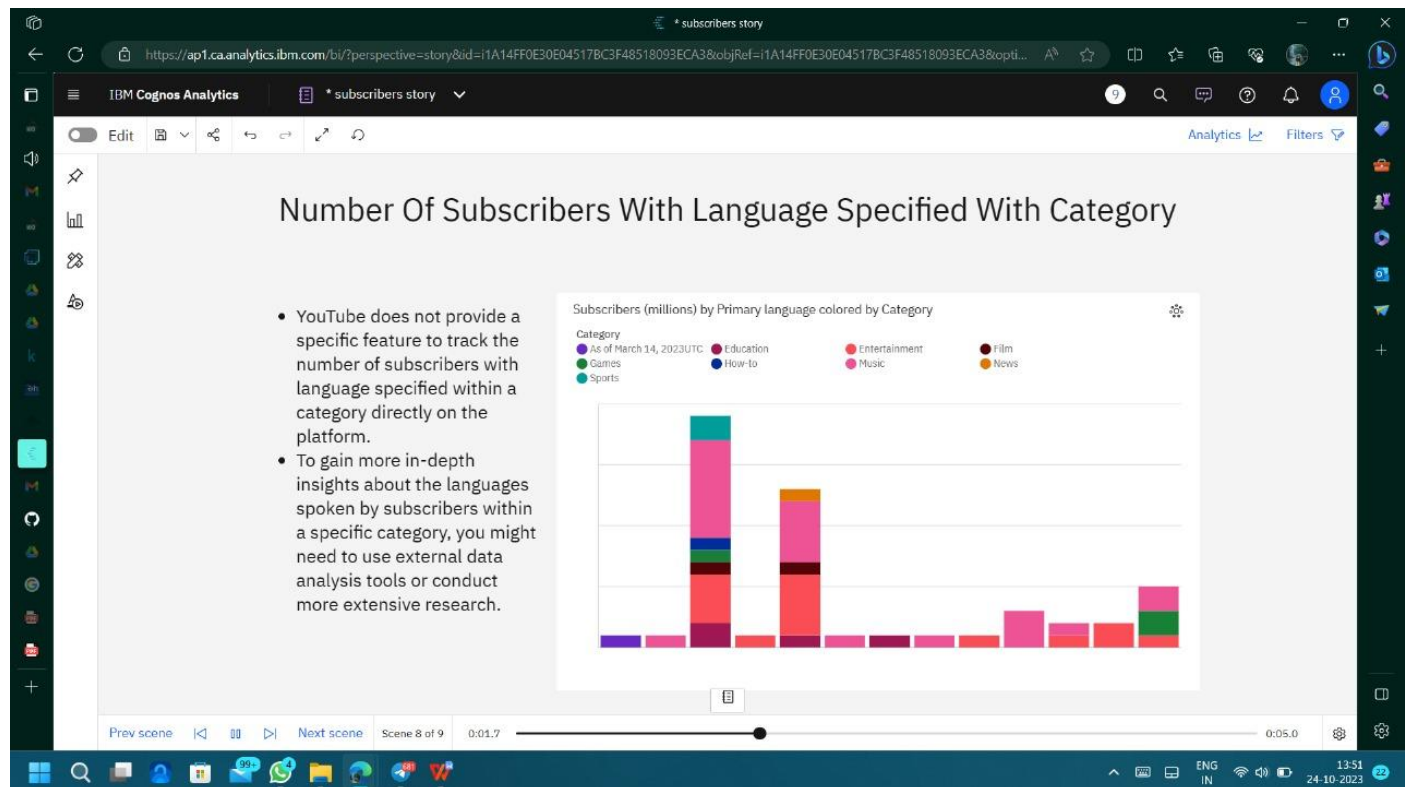 * subscribers story
https://ap1.ca.analytics.ibm.com/bi/?perspective=story&id=i1A14FF0E30E04517BC3F48518093ECA3&objRef=i1A14FF0E30E04517BC3F48518093ECA3&opti...
IBM Cognos Analytics
* subscribers story
9
Edit
Analytics
Filters
Number Of Subscribers With Language Specified With Category
• YouTube does not provide a
specific feature to track the
number of subscribers with
language specified within a
category directly on the
platform.
• To gain more in-depth
insights about the languages
spoken by subscribers within
a specific category, you might
need to use external data
analysis tools or conduct
more extensive research.
Subscribers (millions) by Primary language colored by Category
Category
As of March 14, 2023UTC Education Entertainment Film
Games How-to Music News
Sports
Prev scene Next scene Scene 8 of 9 0:01.7 0:05.0
99+
4
681
ENG
IN
13:51
24-10-2023
22